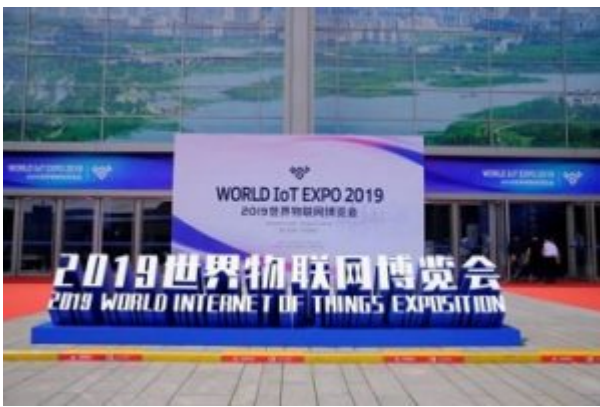 WORLD IoT EXPO 2019
WORLD IoT EXPO 2019
2019世界物联网博览会
WORLD IoT EXPO 2019
2019世界物联网博览会
2019 WORLD INTERNET OF THINGS EXPOSITION